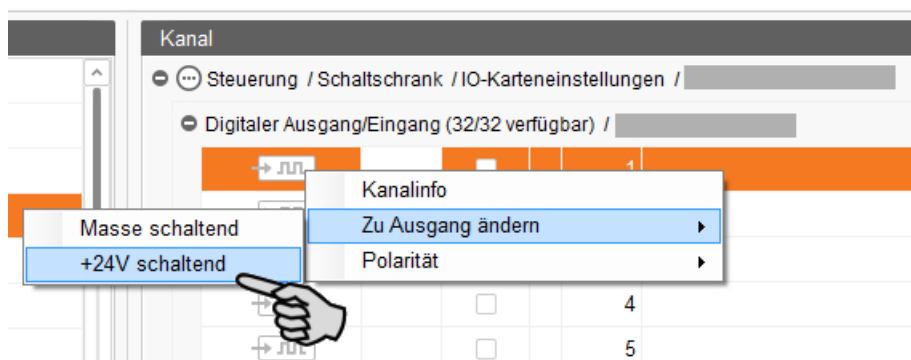 Kanal
Steuerung / Schaltschrank / IO-Karteneinstellungen /
Digitaler Ausgang/Eingang (32/32 verfügbar) /
1
Kanalinfo
Zu Ausgang ändern
Polarität
Masse schaltend
+24V schaltend
4
5